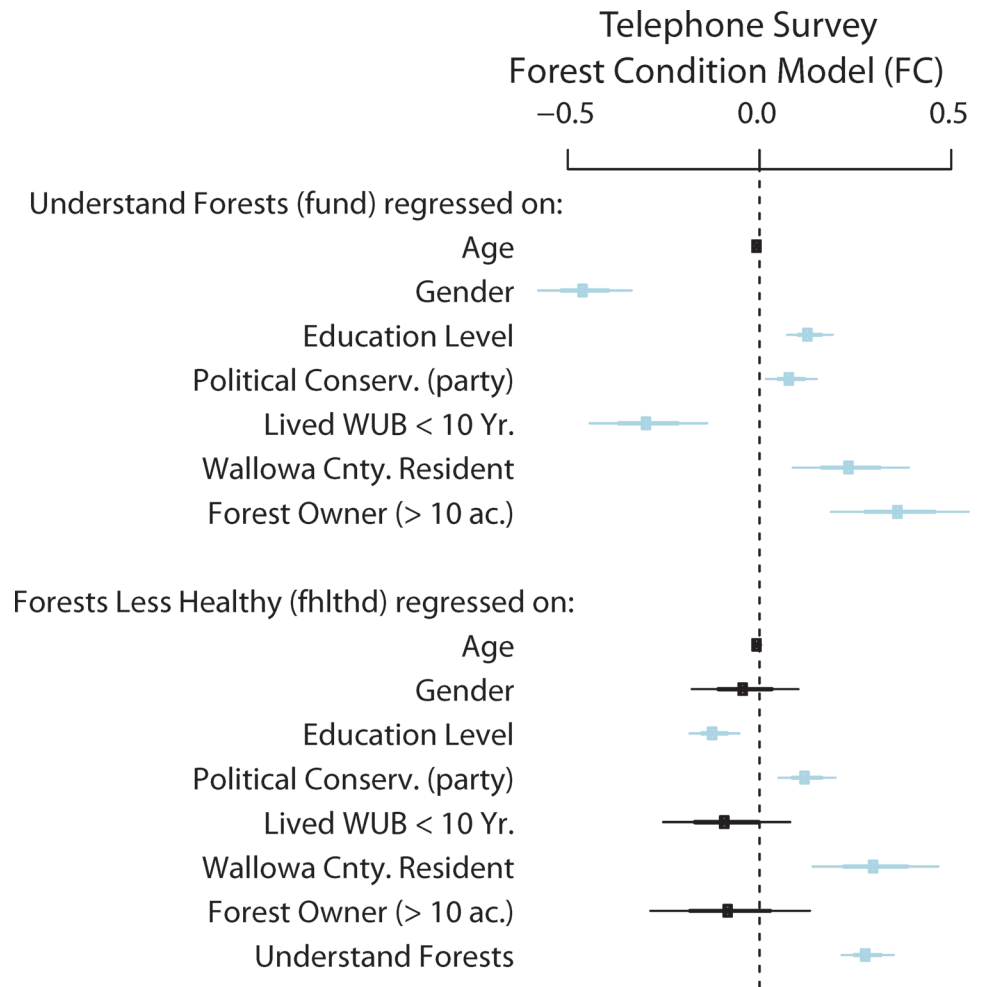 Telephone Survey
Forest Condition Model (FC)
−0.5 0.0 0.5
Understand Forests (fund) regressed on:
Age
Gender
Education Level
Political Conserv. (party)
Lived WUB < 10 Yr.
Wallowa Cnty. Resident
Forest Owner (> 10 ac.)
Forests Less Healthy (fhlthd) regressed on:
Age
Gender
Education Level
Political Conserv. (party)
Lived WUB < 10 Yr.
Wallowa Cnty. Resident
Forest Owner (> 10 ac.)
Understand Forests